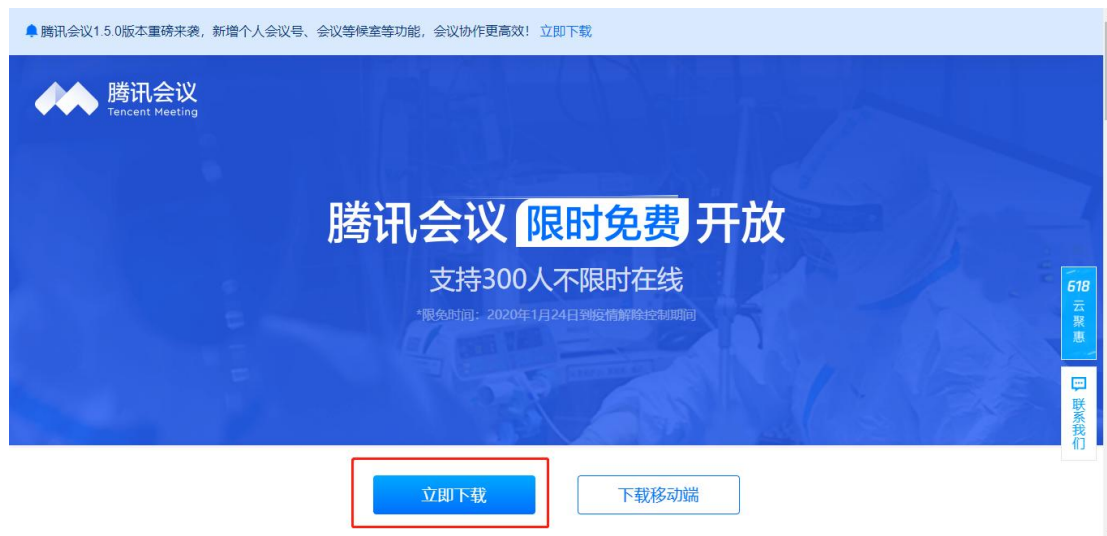 腾讯会议1.5.0版本重磅来袭，新增个人会议号、会议等候室等功能，会议协作更高效！ 立即下载
腾讯会议
Tencent Meeting
腾讯会议 限时免费 开放
支持300人不限时在线
*限免时间：2020年1月24日到疫情解除控制期间
618
云聚惠
联系我们
立即下载
下载移动端